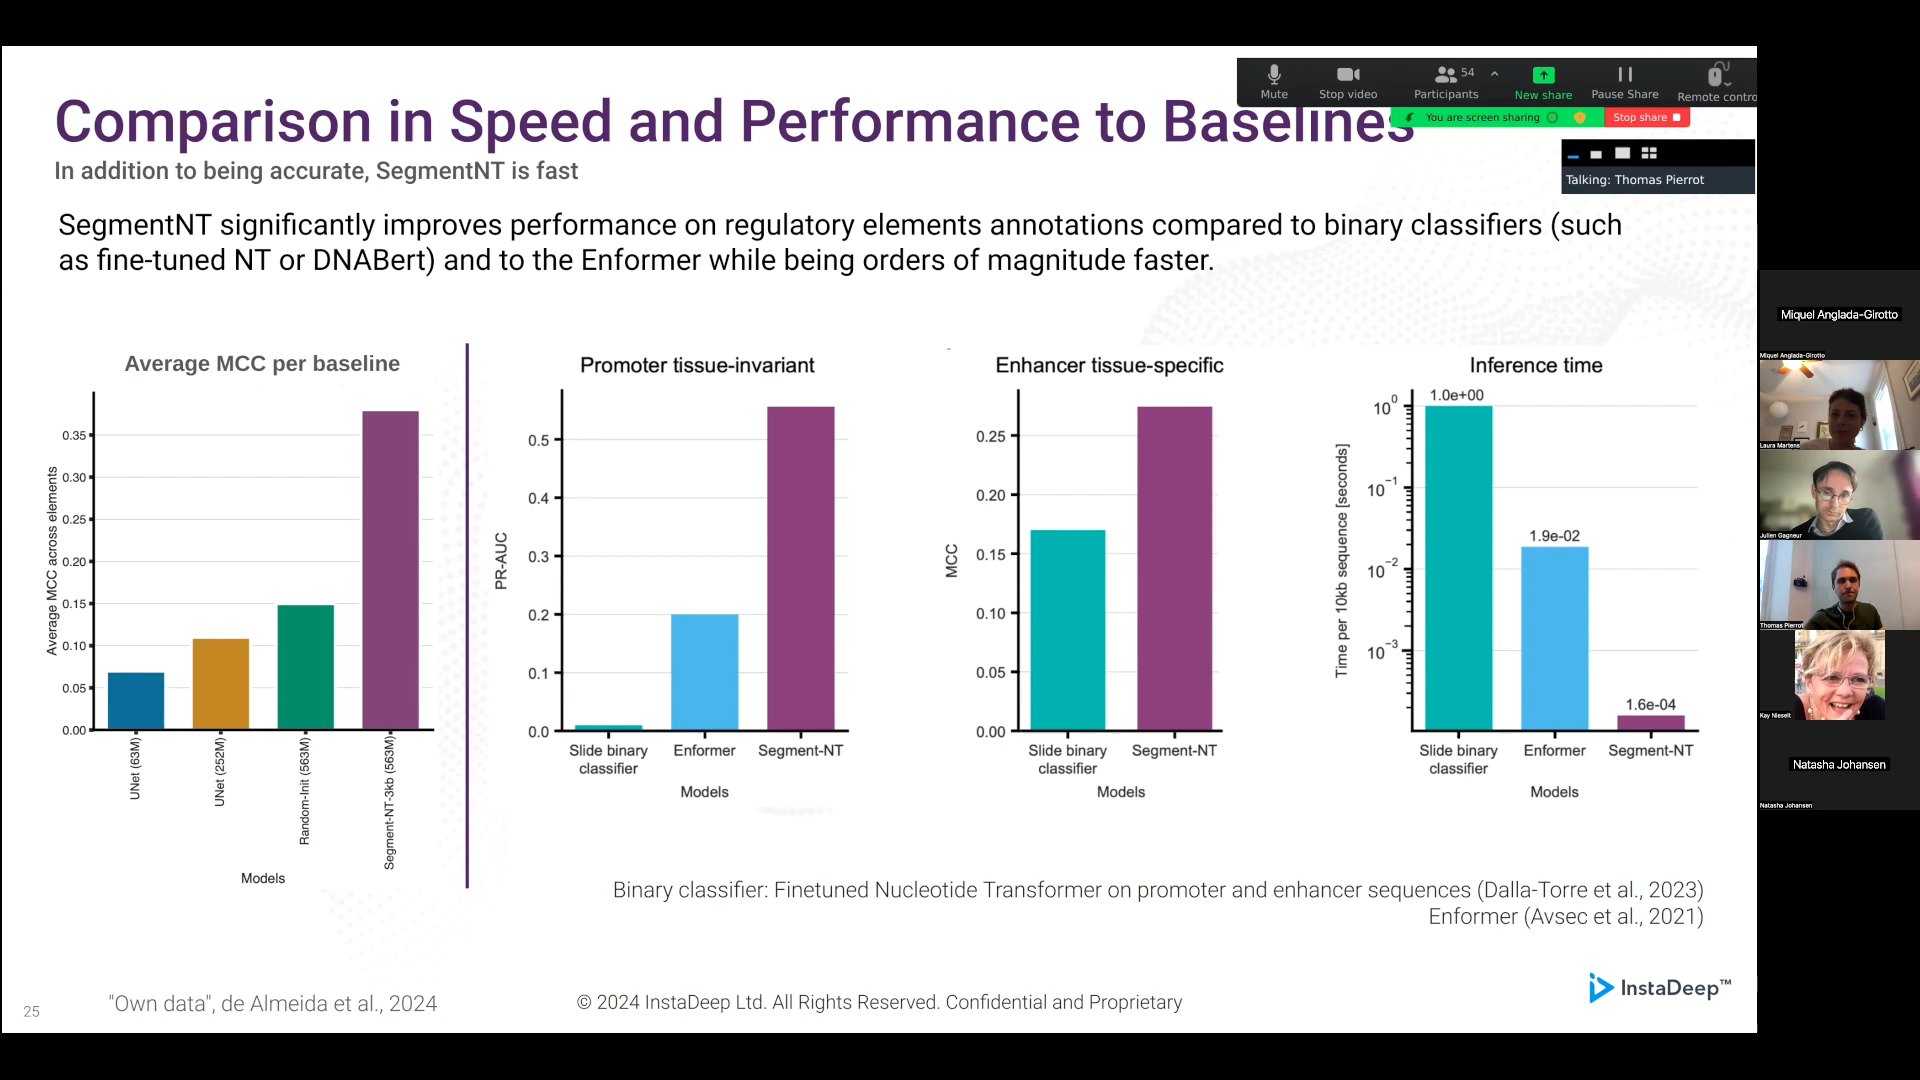 Mute
Stop video
Participants
54
New share
Pause Share
Remote contro
You are screen sharing
Stop share
Talking: Thomas Pierrot
Comparison in Speed and Performance to Baselines
In addition to being accurate, SegmentNT is fast
SegmentNT significantly improves performance on regulatory elements annotations compared to binary classifiers (such
as fine-tuned NT or DNABert) and to the Enformer while being orders of magnitude faster.
Average MCC per baseline
Average MCC across elements
0.35
0.30
0.25
0.20
0.15
0.10
0.05
0.00
UNet (63M)
UNet (252M)
Random-Init (563M)
Segment-NT-3kb (563M)
Models
Promoter tissue-invariant
PR-AUC
0.5
0.4
0.3
0.2
0.1
0.0
Slide binary
classifier
Enformer
Segment-NT
Models
Enhancer tissue-specific
MCC
0.25
0.20
0.15
0.10
0.05
0.00
Slide binary
classifier
Segment-NT
Models
Inference time
Time per 10kb sequence [seconds]
10⁰
10⁻¹
10⁻²
10⁻³
1.0e+00
1.9e-02
1.6e-04
Slide binary
classifier
Enformer
Segment-NT
Models
Binary classifier: Finetuned Nucleotide Transformer on promoter and enhancer sequences (Dalla-Torre et al., 2023)
Enformer (Avsec et al., 2021)
25
"Own data", de Almeida et al., 2024
© 2024 InstaDeep Ltd. All Rights Reserved. Confidential and Proprietary
InstaDeep™
Miquel Anglada-Girotto
Miquel Anglada-Girotto
Laura Martens
Julien Gagneur
Thomas Pierrot
Kay Nieselt
Natasha Johansen
Natasha Johansen